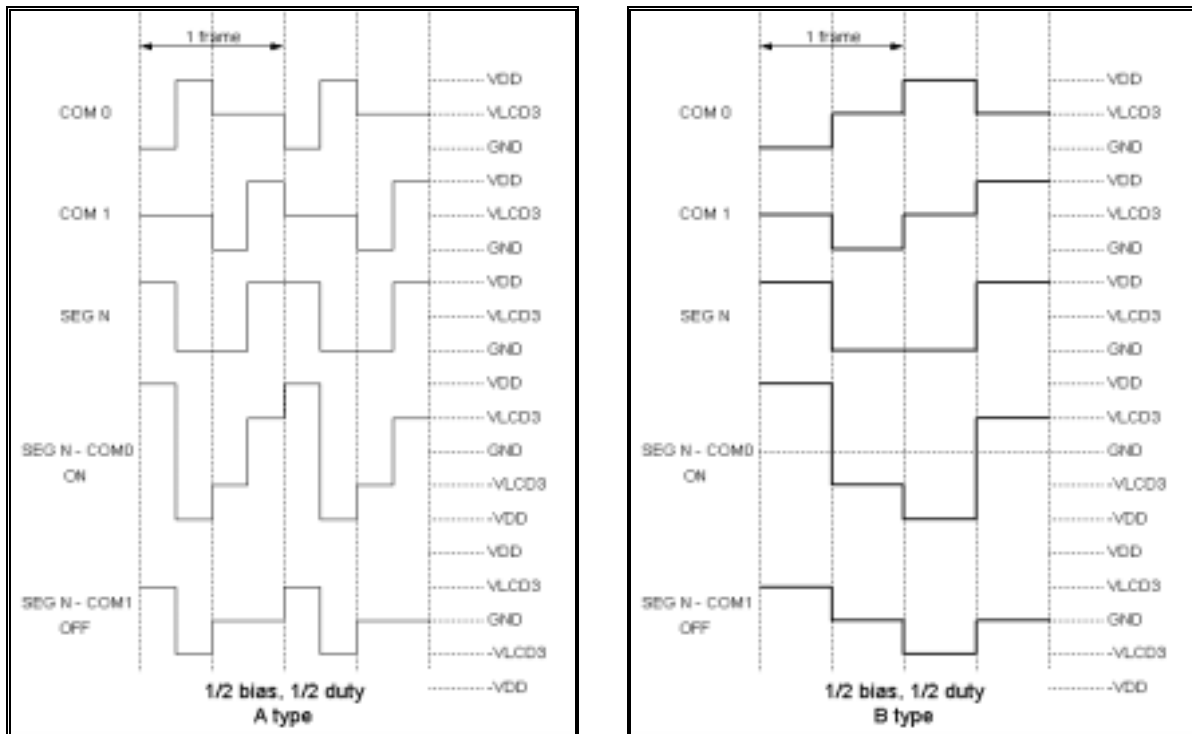 1 frame
COM 0
VDD
VLCD3
GND
COM 1
VDD
VLCD3
GND
SEG N
VDD
VLCD3
GND
SEG N - COM0
ON
VDD
VLCD3
GND
-VLCD3
-VDD
SEG N - COM1
OFF
VDD
VLCD3
GND
-VLCD3
-VDD
1/2 bias, 1/2 duty
A type
1 frame
COM 0
VDD
VLCD3
GND
COM 1
VDD
VLCD3
GND
SEG N
VDD
VLCD3
GND
SEG N - COM0
ON
VDD
VLCD3
GND
-VLCD3
-VDD
SEG N - COM1
OFF
VDD
VLCD3
GND
-VLCD3
-VDD
1/2 bias, 1/2 duty
B type